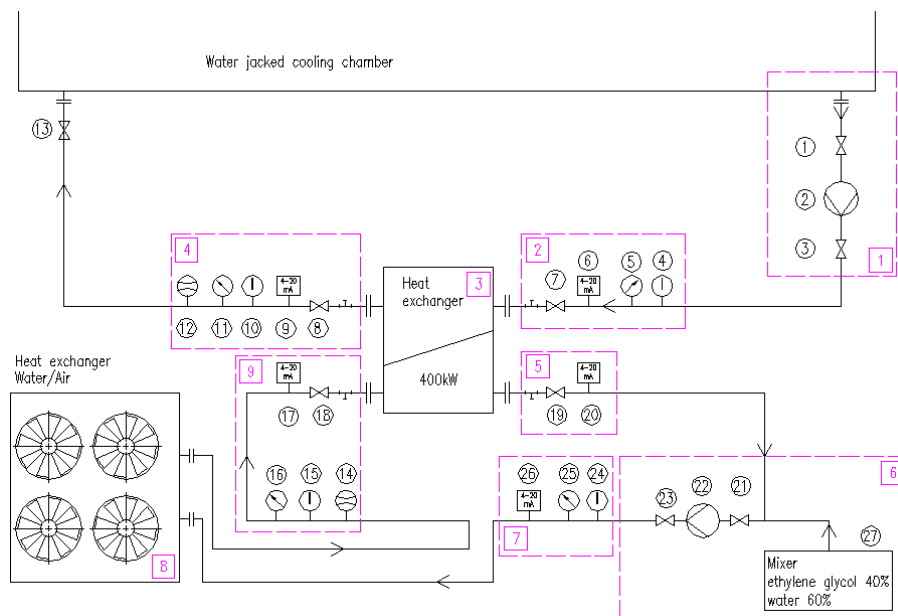 Water jacked cooling chamber
13
1
2
3
1
4
2
6
5
4
7
4-20
mA
4-20
mA
Heat
exchanger
3
12
11
10
9
8
Heat exchanger
Water/Air
9
4-20
mA
400kW
5
4-20
mA
17
18
19
20
16
15
14
26
25
24
4-20
mA
23
22
21
6
7
27
8
Mixer
ethylene glycol 40%
water 60%